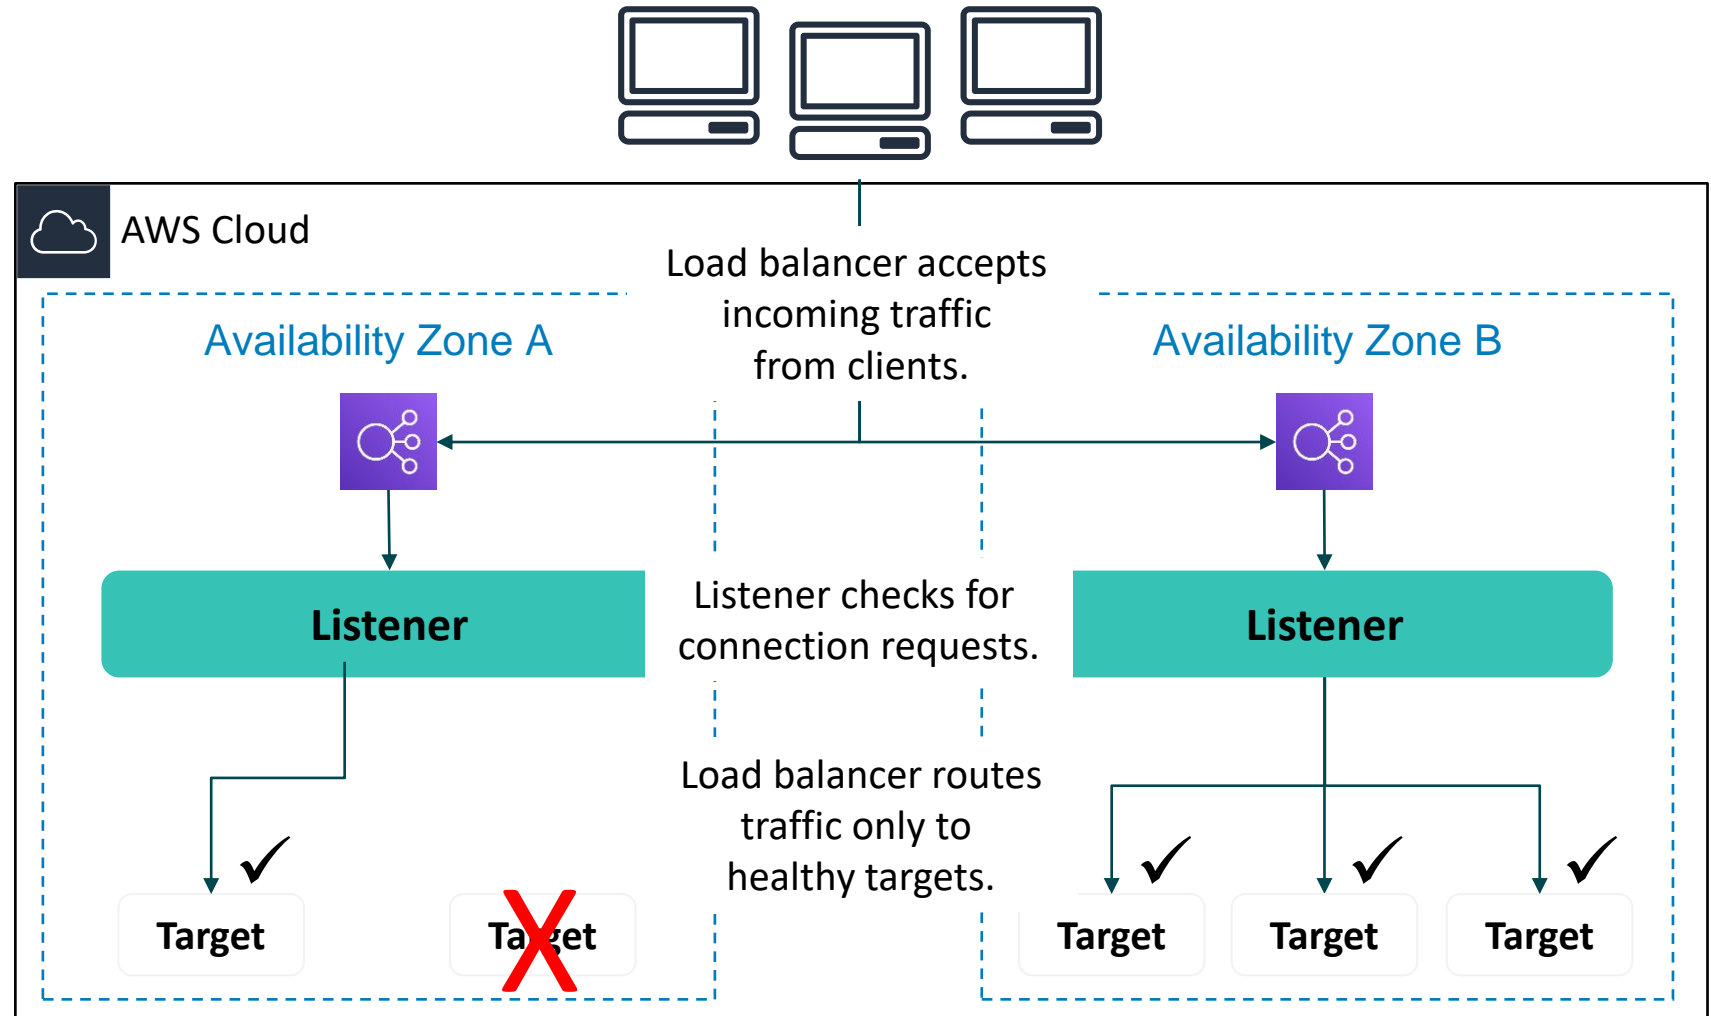 AWS Cloud
Load balancer accepts
incoming traffic
from clients.
Availability Zone A
Availability Zone B
Listener
Listener checks for
connection requests.
Listener
Load balancer routes
traffic only to
healthy targets.
Target
Target
Target
Target
Target